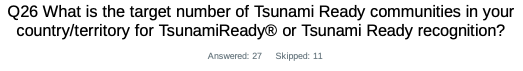 Q26 What is the target number of Tsunami Ready communities in your
country/territory for TsunamiReady® or Tsunami Ready recognition?
Answered: 27 Skipped: 11